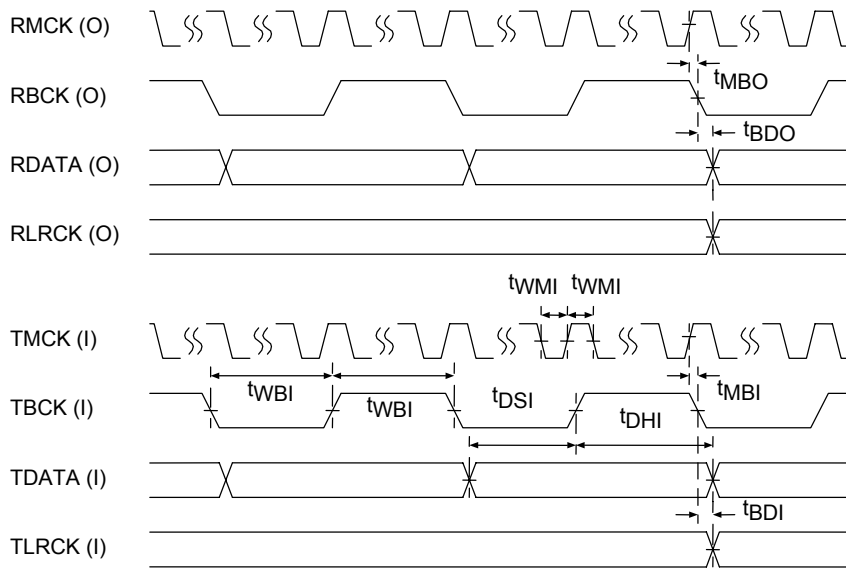 RMCK (O)
tMBO
RBCK (O)
tBDO
RDATA (O)
RLRCK (O)
tWMI tWMI
TMCK (I)
tWBI tWBI tDSI tMBI
TBCK (I)
tDHI
TDATA (I)
tBDI
TLRCK (I)